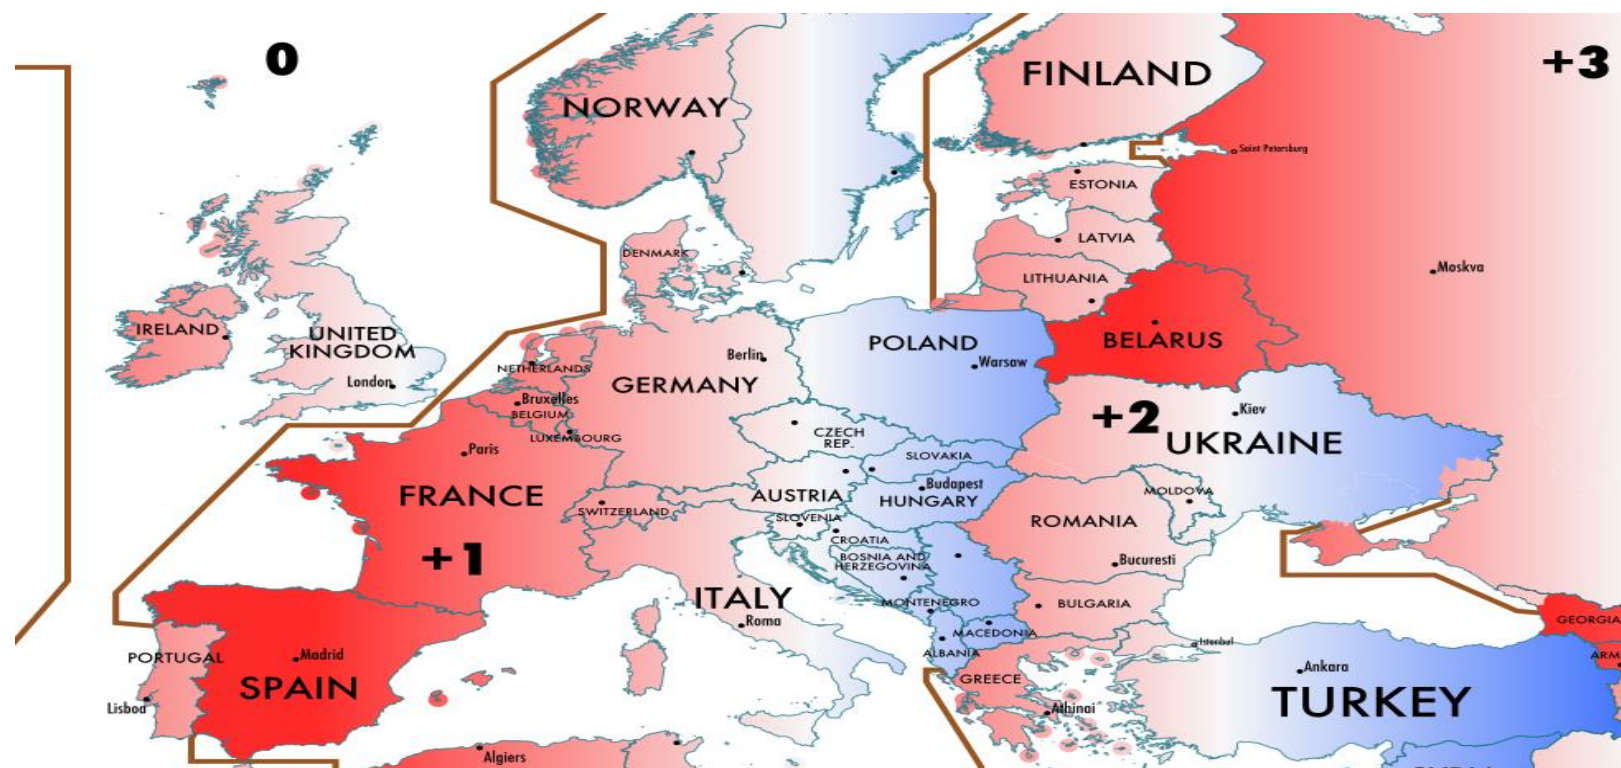 0
+3
NORWAY
FINLAND
Saint Petersburg
ESTONIA
LATVIA
DENMARK
LITHUANIA
Moskva
IRELAND
UNITED
KINGDOM
London
BELARUS
POLAND
Warsaw
Berlin
NETHERLANDS
GERMANY
Bruxelles
BELGIUM
LUXEMBOURG
+2
Kiev
UKRAINE
CZECH
REP.
SLOVAKIA
Paris
FRANCE
Budapest
HUNGARY
AUSTRIA
MOLDOVA
SWITZERLAND
SLOVENIA
ROMANIA
CROATIA
+1
BOSNIA AND
HERZEGOVINA
Bucuresti
ITALY
Roma
MONTENEGRO
BULGARIA
MACEDONIA
GEORGIA
Istanbul
ALBANIA
PORTUGAL
Madrid
SPAIN
Lisboa
GREECE
Athinai
Ankara
TURKEY
ARM
Algiers